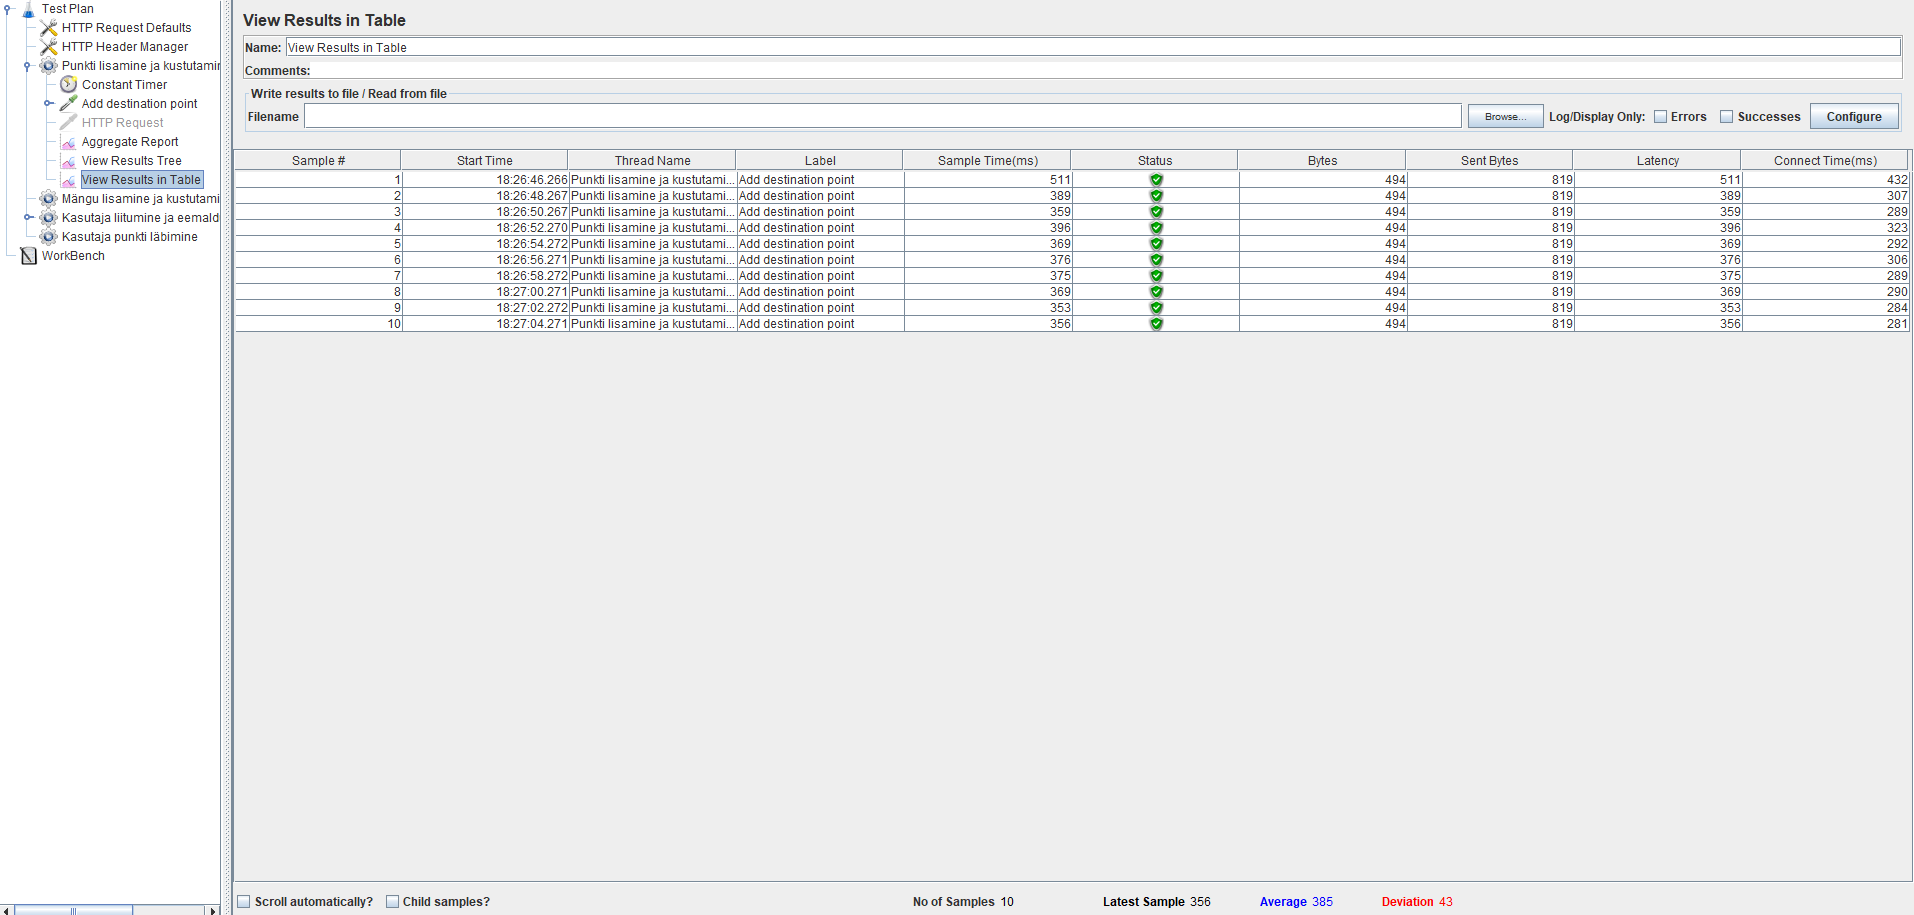 Test Plan
HTTP Request Defaults
HTTP Header Manager
Punkti lisamine ja kustutamin
Constant Timer
Add destination point
HTTP Request
Aggregate Report
View Results Tree
View Results in Table
Mängu lisamine ja kustutami
Kasutaja liitumine ja eemald
Kasutaja punkti läbimine
WorkBench
View Results in Table
Name: View Results in Table
Comments:
Write results to file / Read from file
Filename Browse... Log/Display Only: Errors Successes Configure
Sample # Start Time Thread Name Label Sample Time(ms) Status Bytes Sent Bytes Latency Connect Time(ms)
1 18:26:46.266 Punkti lisamine ja kustutami... Add destination point 511 494 819 511 432
2 18:26:48.267 Punkti lisamine ja kustutami... Add destination point 389 494 819 389 307
3 18:26:50.267 Punkti lisamine ja kustutami... Add destination point 359 494 819 359 289
4 18:26:52.270 Punkti lisamine ja kustutami... Add destination point 396 494 819 396 323
5 18:26:54.272 Punkti lisamine ja kustutami... Add destination point 369 494 819 369 292
6 18:26:56.271 Punkti lisamine ja kustutami... Add destination point 376 494 819 376 306
7 18:26:58.272 Punkti lisamine ja kustutami... Add destination point 375 494 819 375 289
8 18:27:00.271 Punkti lisamine ja kustutami... Add destination point 369 494 819 369 290
9 18:27:02.272 Punkti lisamine ja kustutami... Add destination point 353 494 819 353 284
10 18:27:04.271 Punkti lisamine ja kustutami... Add destination point 356 494 819 356 281
Scroll automatically? Child samples? No of Samples 10 Latest Sample 356 Average 385 Deviation 43